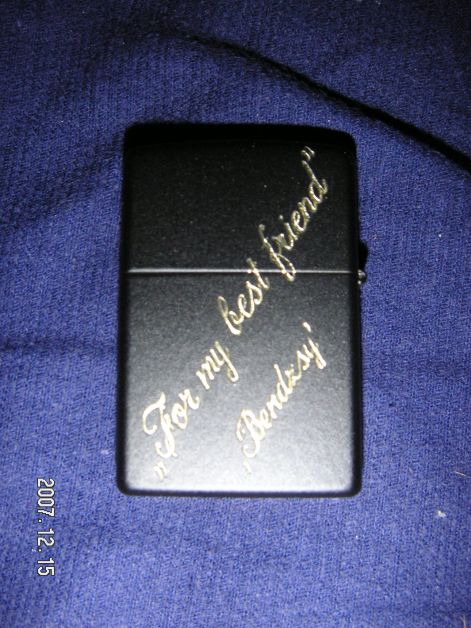 „For my best friend"
‚Bendzsy’
2007.12.15